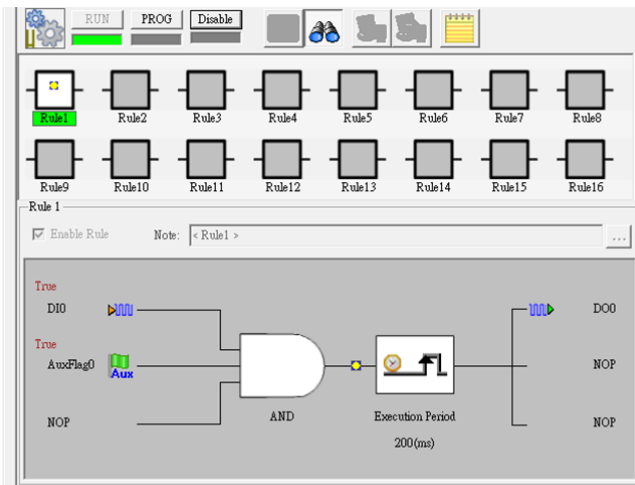 RUN PROG Disable
Rule1 Rule2 Rule3 Rule4 Rule5 Rule6 Rule7 Rule8
Rule9 Rule10 Rule11 Rule12 Rule13 Rule14 Rule15 Rule16
Rule 1
Enable Rule Note: < Rule1 > ...
True
DI0 DO0
True
AuxFlag0 Aux NOP
NOP AND Execution Period NOP
200(ms)